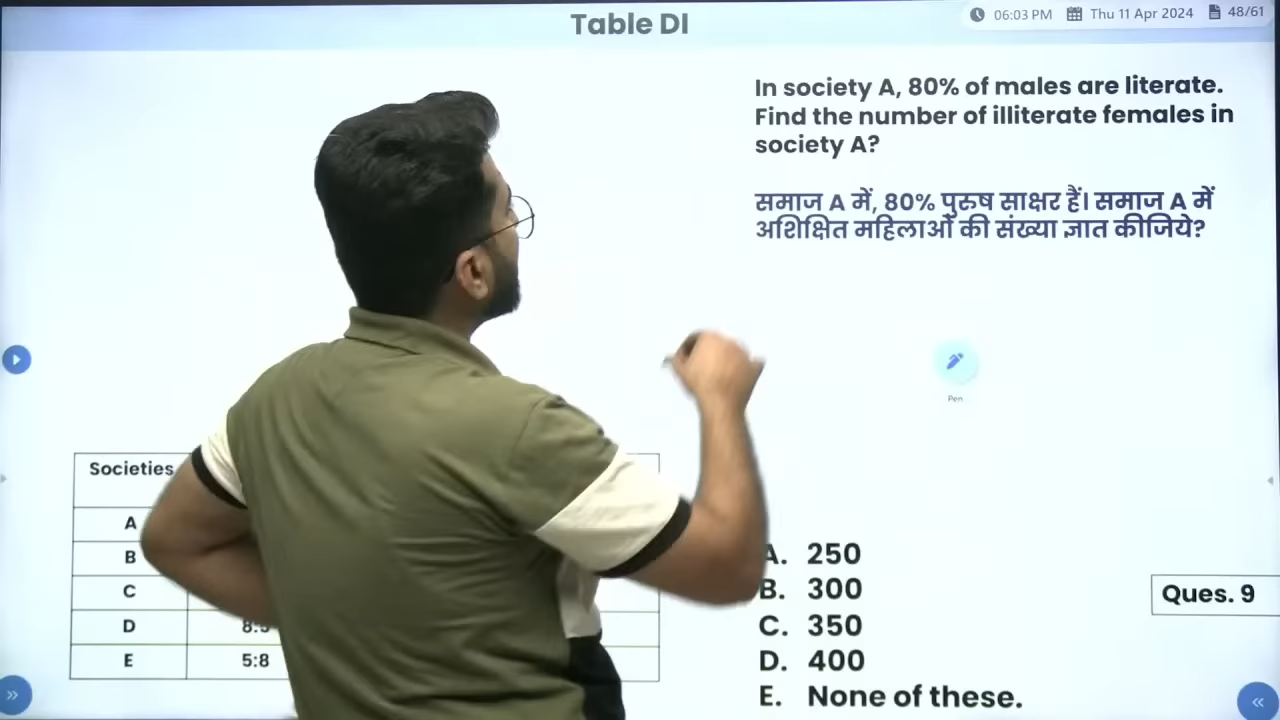 Table DI
06:03 PM Thu 11 Apr 2024 48/61
In society A, 80% of males are literate.
Find the number of illiterate females in
society A?
समाज A में, 80% पुरुष साक्षर हैं। समाज A में
अशिक्षित महिलाओं की संख्या ज्ञात कीजिये?
Pen
Societies
A
B
C
D
E 5:8
A. 250
B. 300
C. 350
D. 400
E. None of these.
Ques. 9